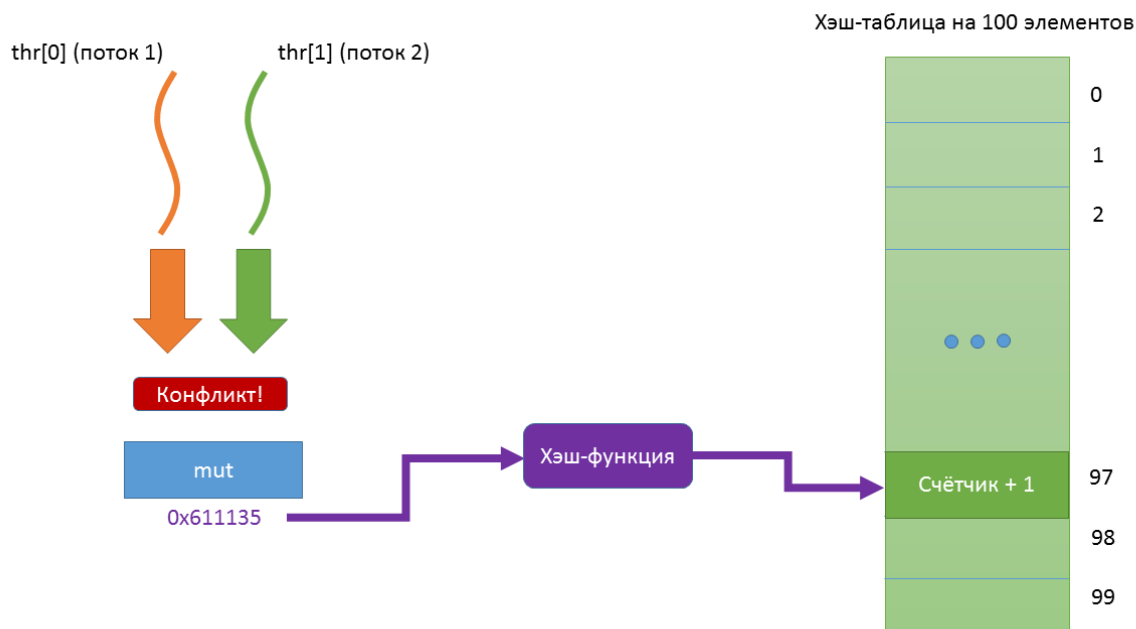 Хэш-таблица на 100 элементов
thr[0] (поток 1)
thr[1] (поток 2)
0
1
2
Конфликт!
mut
0x611135
Хэш-функция
Счётчик + 1
97
98
99